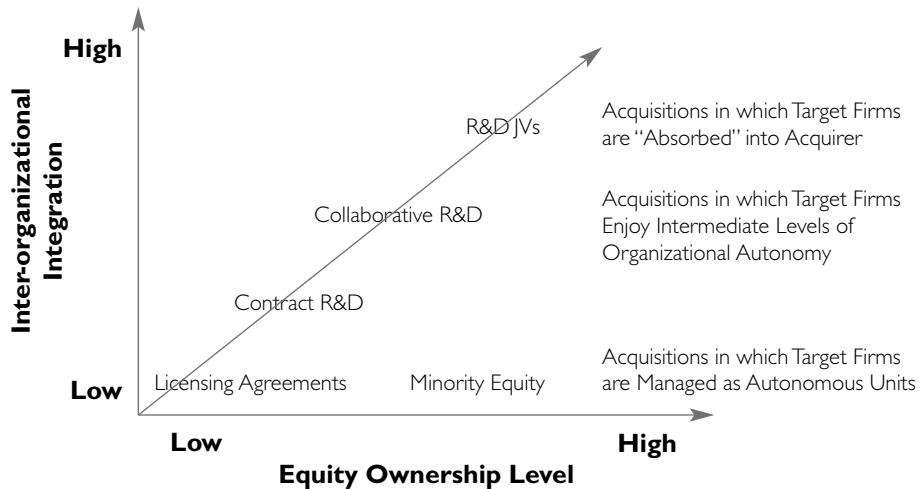 High
R&D JVs
Acquisitions in which Target Firms
are “Absorbed” into Acquirer
Inter-organizational
Integration
Collaborative R&D
Acquisitions in which Target Firms
Enjoy Intermediate Levels of
Organizational Autonomy
Contract R&D
Low
Licensing Agreements
Minority Equity
Acquisitions in which Target Firms
are Managed as Autonomous Units
Low
High
Equity Ownership Level